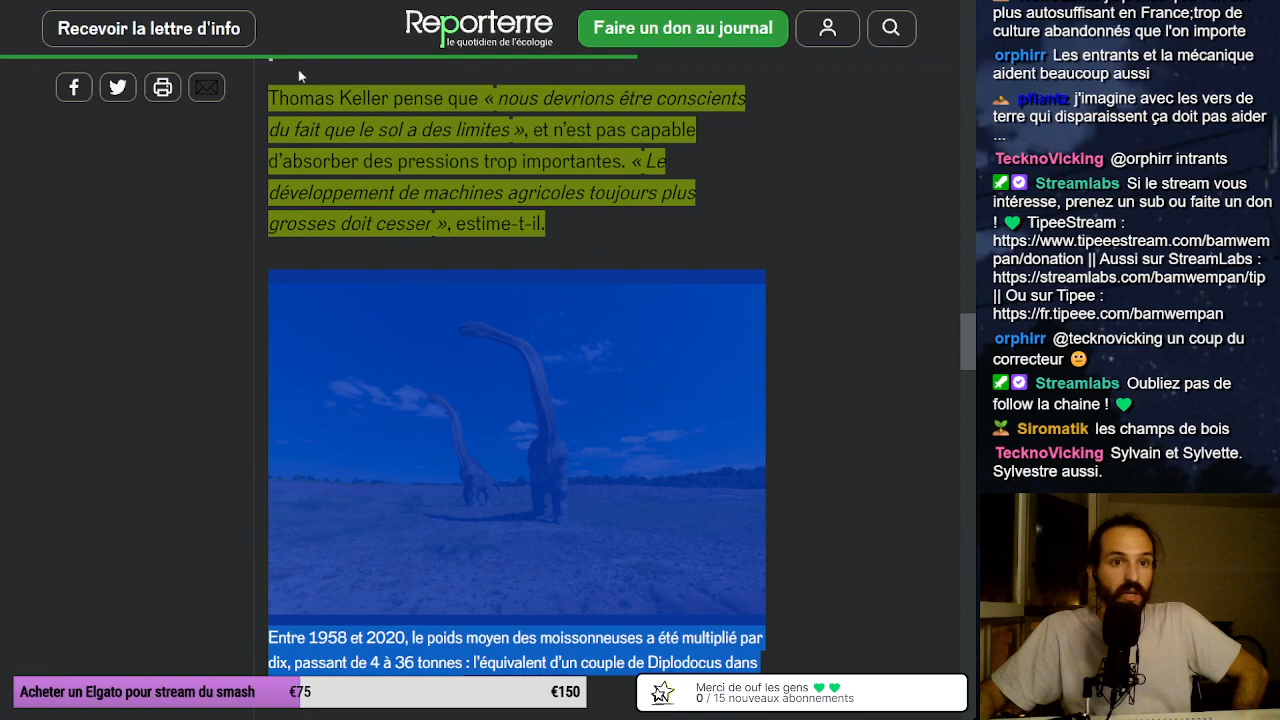 Recevoir la lettre d'info
Reporterre
le quotidien de l'écologie
Faire un don au journal
Thomas Keller pense que « nous devrions être conscients
du fait que le sol a des limites », et n’est pas capable
d’absorber des pressions trop importantes. « Le
développement de machines agricoles toujours plus
grosses doit cesser », estime-t-il.
Entre 1958 et 2020, le poids moyen des moissonneuses a été multiplié par
dix, passant de 4 à 36 tonnes : l’équivalent d’un couple de Diplodocus dans
Acheter un Elgato pour stream du smash €75 €150
Merci de ouf les gens 💚 💚
0 / 15 nouveaux abonnements
plus autosuffisant en France;trop de
culture abandonnés que l'on importe
orphirr Les entrants et la mécanique
aident beaucoup aussi
pflantz j'imagine avec les vers de
terre qui disparaissent ça doit pas aider
...
TecknoVicking @orphirr intrants
Streamlabs Si le stream vous
intéresse, prenez un sub ou faite un don
! 💚 TipeeStream :
https://www.tipeeestream.com/bamwem
pan/donation || Aussi sur StreamLabs :
https://streamlabs.com/bamwempan/tip
|| Ou sur Tipee :
https://fr.tipeee.com/bamwempan
orphirr @tecknovicking un coup du
correcteur 😕
Streamlabs Oubliez pas de
follow la chaine ! 💚
Siromatik les champs de bois
TecknoVicking Sylvain et Sylvette.
Sylvestre aussi.